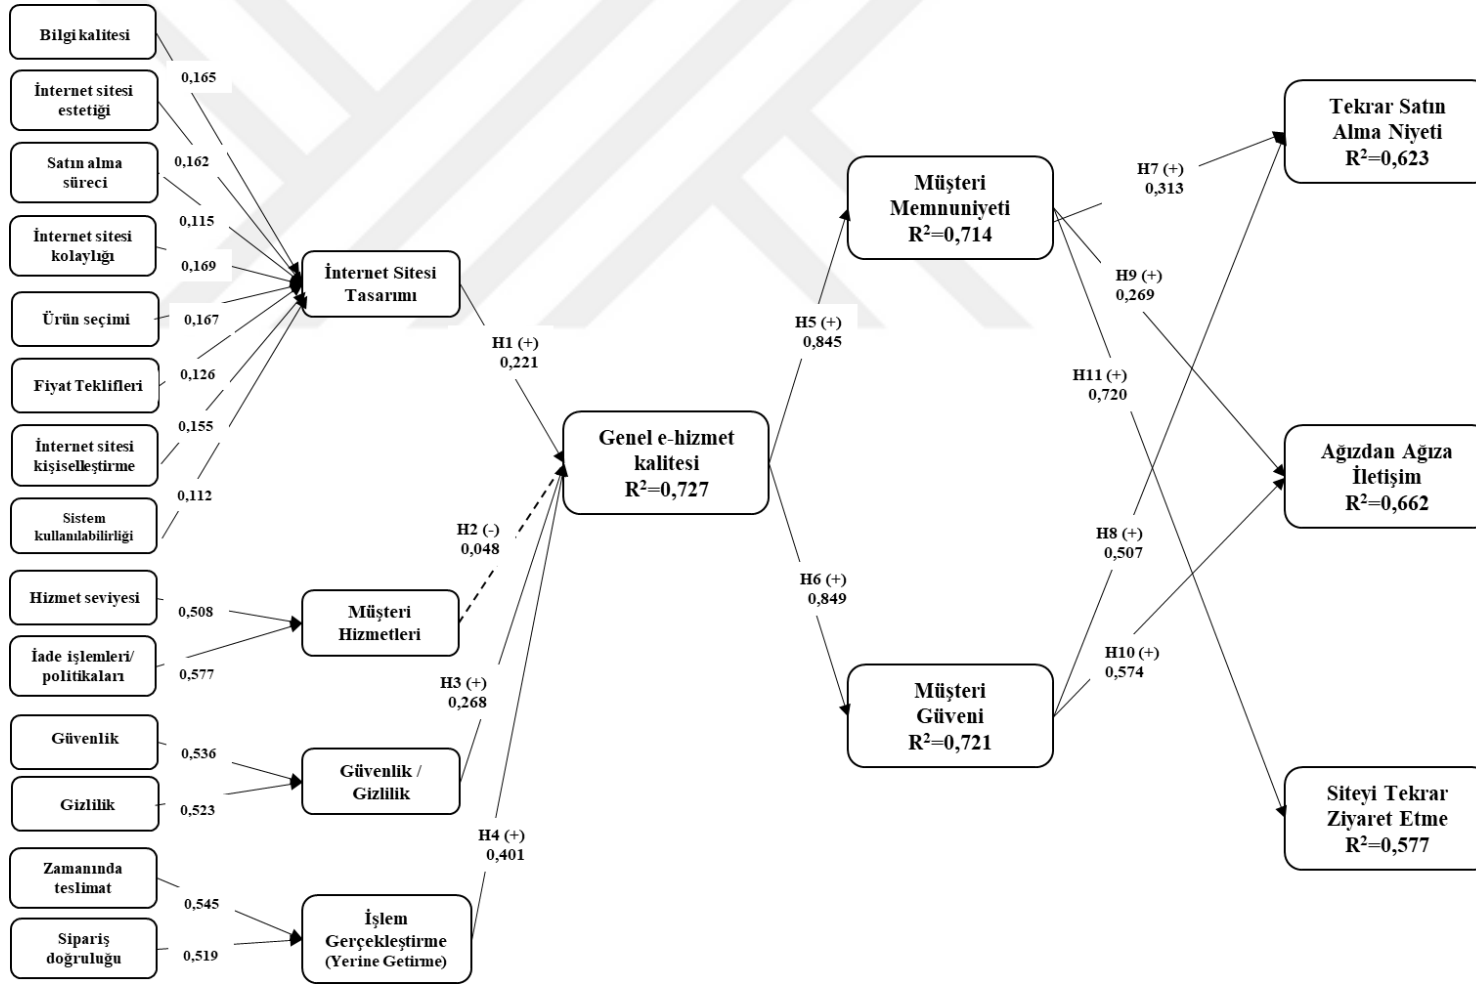 Bilgi kalitesi
0,165
İnternet sitesi
estetiği
0,162
Satın alma
süreci
0,115
İnternet sitesi
kolaylığı
0,169
Ürün seçimi
0,167
Fiyat Teklifleri
0,126
İnternet sitesi
kişiselleştirme
0,155
Sistem
kullanılabilirliği
0,112
Hizmet seviyesi
0,508
İade işlemleri/
politikaları
0,577
Güvenlik
0,536
Gizlilik
0,523
Zamanında
teslimat
0,545
Sipariş
doğruluğu
0,519
İnternet Sitesi
Tasarımı
Müşteri
Hizmetleri
Güvenlik /
Gizlilik
İşlem
Gerçekleştirme
(Yerine Getirme)
H1 (+)
0,221
H2 (-)
0,048
H3 (+)
0,268
H4 (+)
0,401
Genel e-hizmet
kalitesi
R²=0,727
H5 (+)
0,845
H6 (+)
0,849
Müşteri
Memnuniyeti
R²=0,714
Müşteri
Güveni
R²=0,721
H7 (+)
0,313
H9 (+)
0,269
H11 (+)
0,720
H8 (+)
0,507
H10 (+)
0,574
Tekrar Satın
Alma Niyeti
R²=0,623
Ağızdan Ağıza
İletişim
R²=0,662
Siteyi Tekrar
Ziyaret Etme
R²=0,577